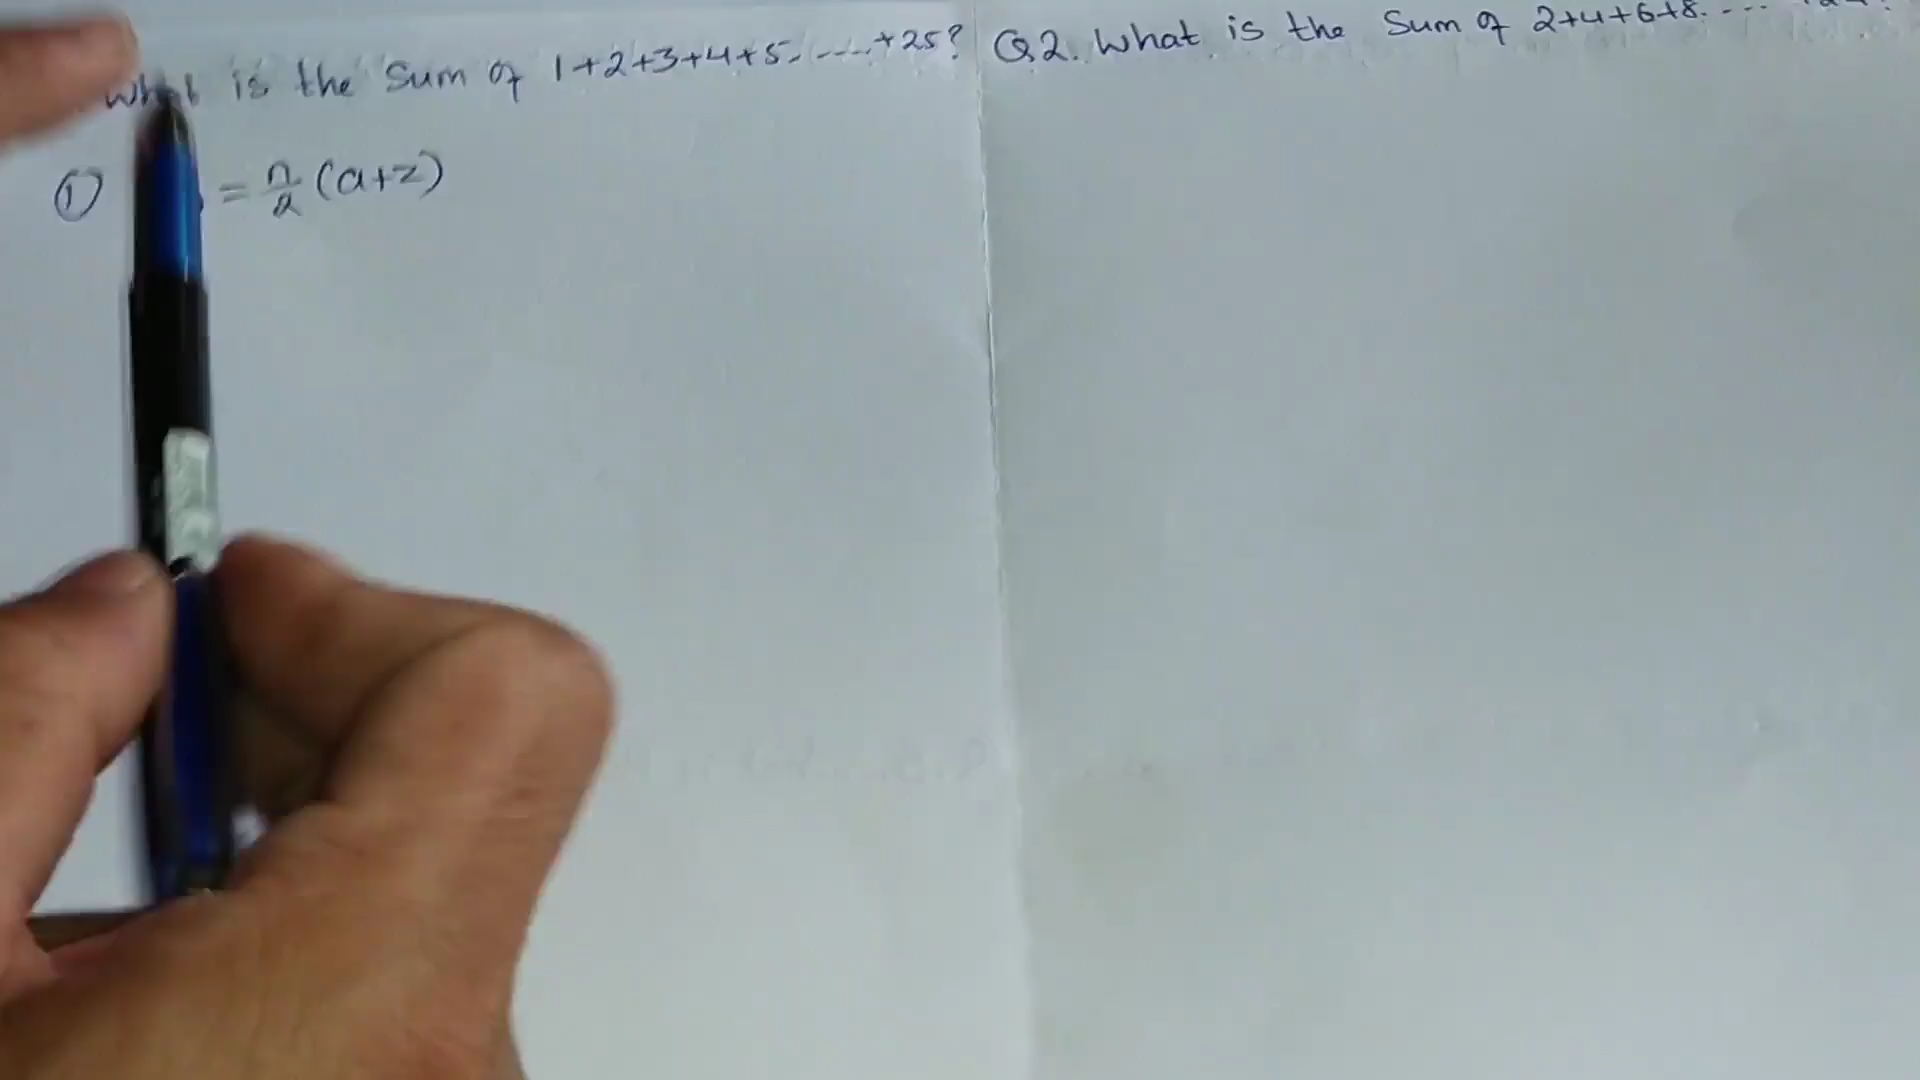 What is the Sum of 1+2+3+4+5.....+25?
Q2. What is the Sum of 2+4+6+8....
① = n/2 (a+z)